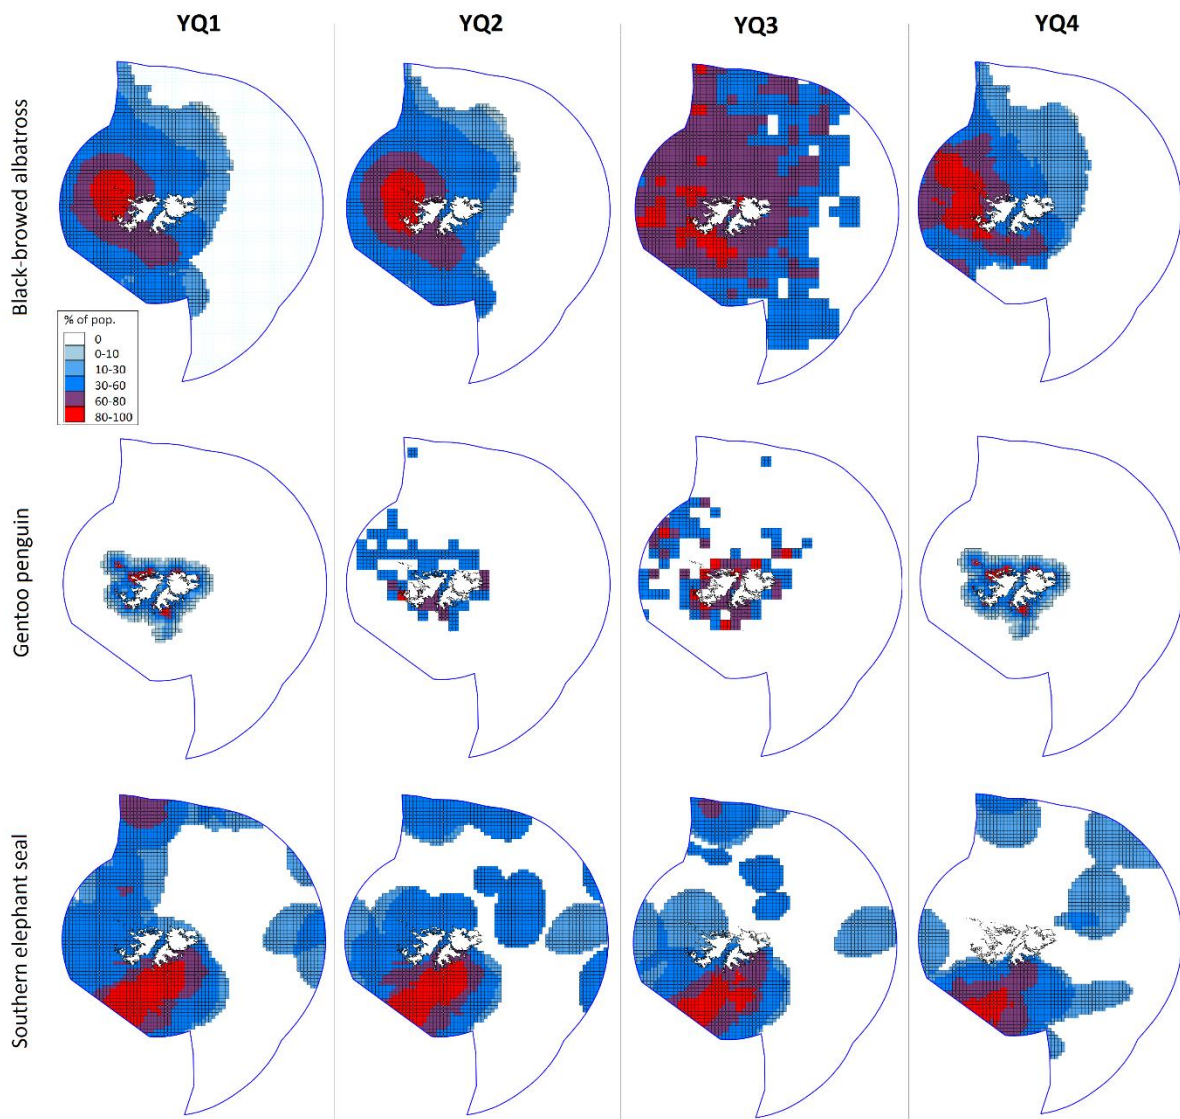 YQ1 YQ2 YQ3 YQ4
Black-browed albatross
% of pop.
0
0-10
10-30
30-60
60-80
80-100
Gentoo penguin
Southern elephant seal